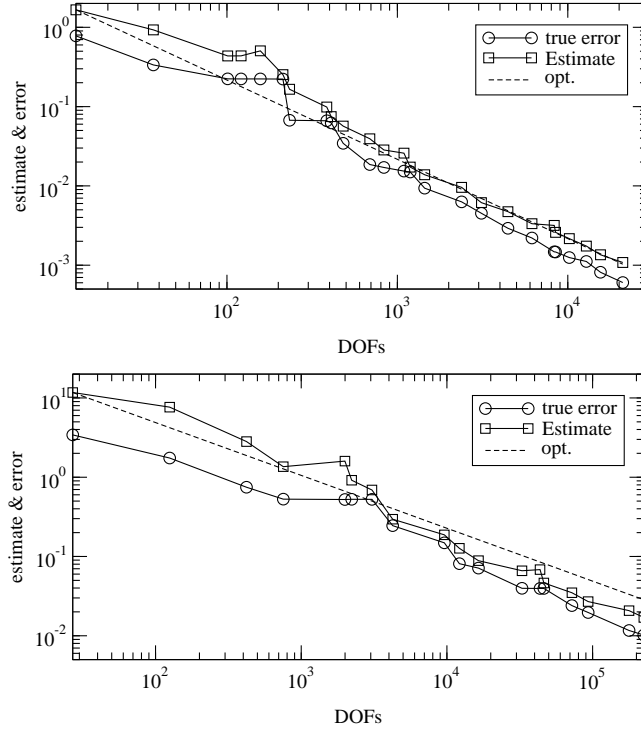 10^0
10^-1
10^-2
10^-3
estimate & error
true error
Estimate
opt.
10^2
10^3
10^4
DOFs
10^1
10^0
10^-1
10^-2
estimate & error
true error
Estimate
opt.
10^2
10^3
10^4
10^5
DOFs